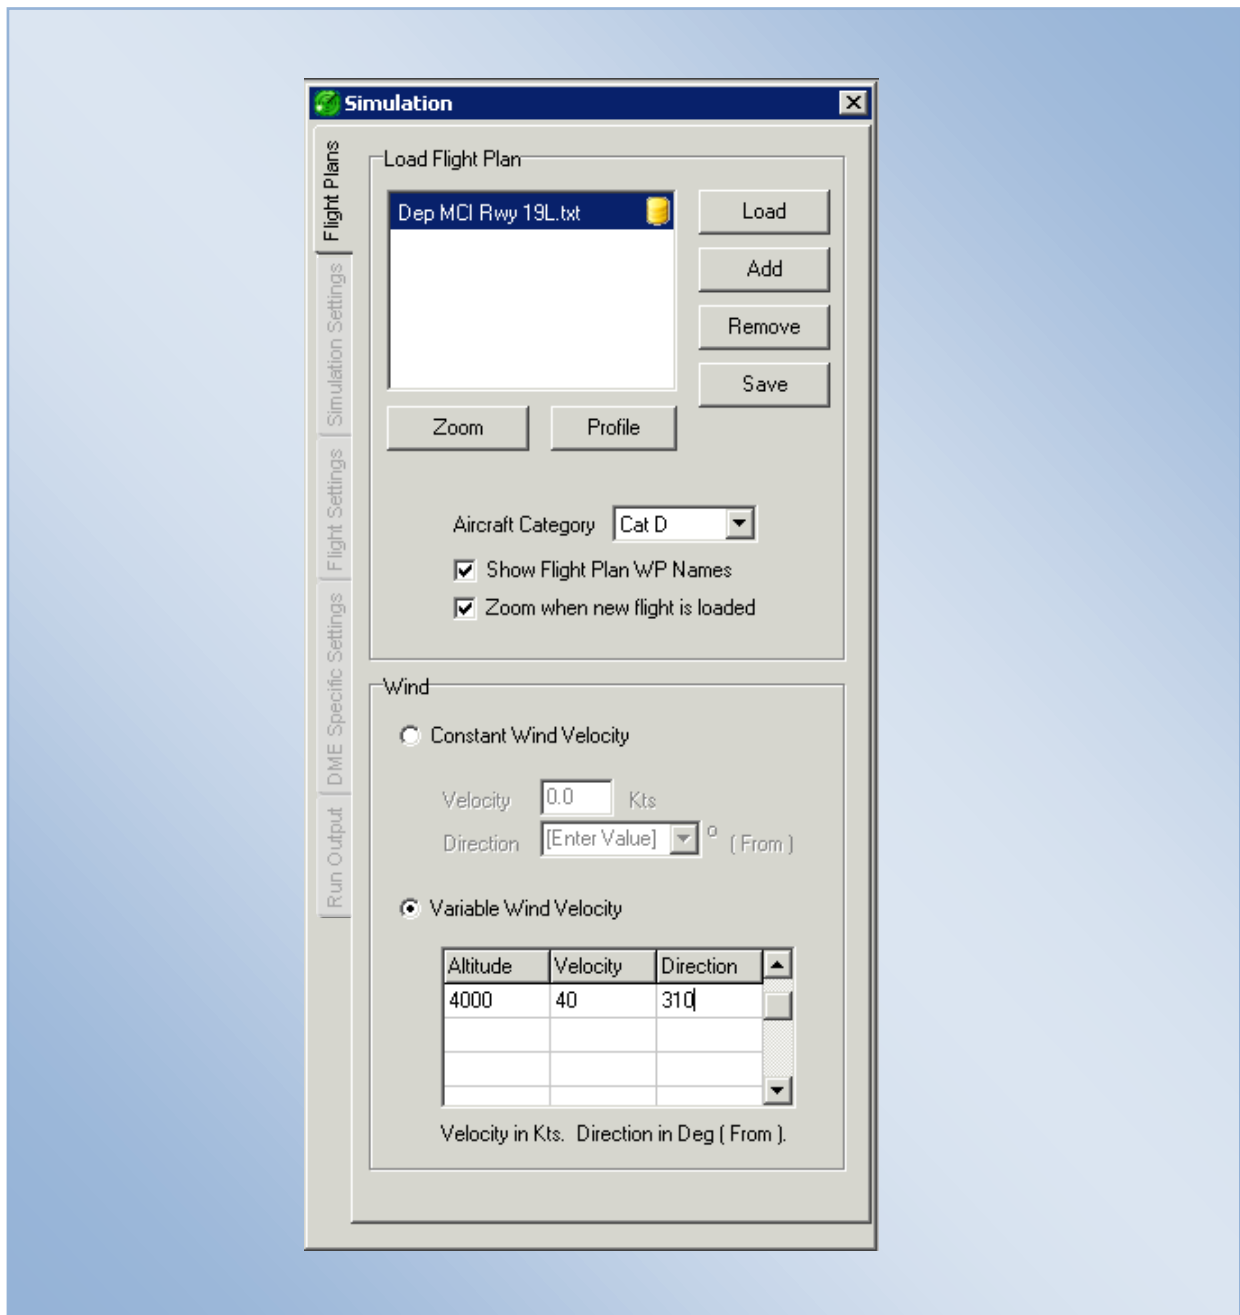 Simulation
Flight Plans
Simulation Settings
Flight Settings
DME Specific Settings
Run Output
Load Flight Plan
Dep MCI Rwy 19L.txt
Load
Add
Remove
Save
Zoom
Profile
Aircraft Category
Cat D
Show Flight Plan WP Names
Zoom when new flight is loaded
Wind
Constant Wind Velocity
Velocity 0.0 Kts
Direction [Enter Value] º ( From )
Variable Wind Velocity
Altitude Velocity Direction
4000 40 310
Velocity in Kts. Direction in Deg ( From ).